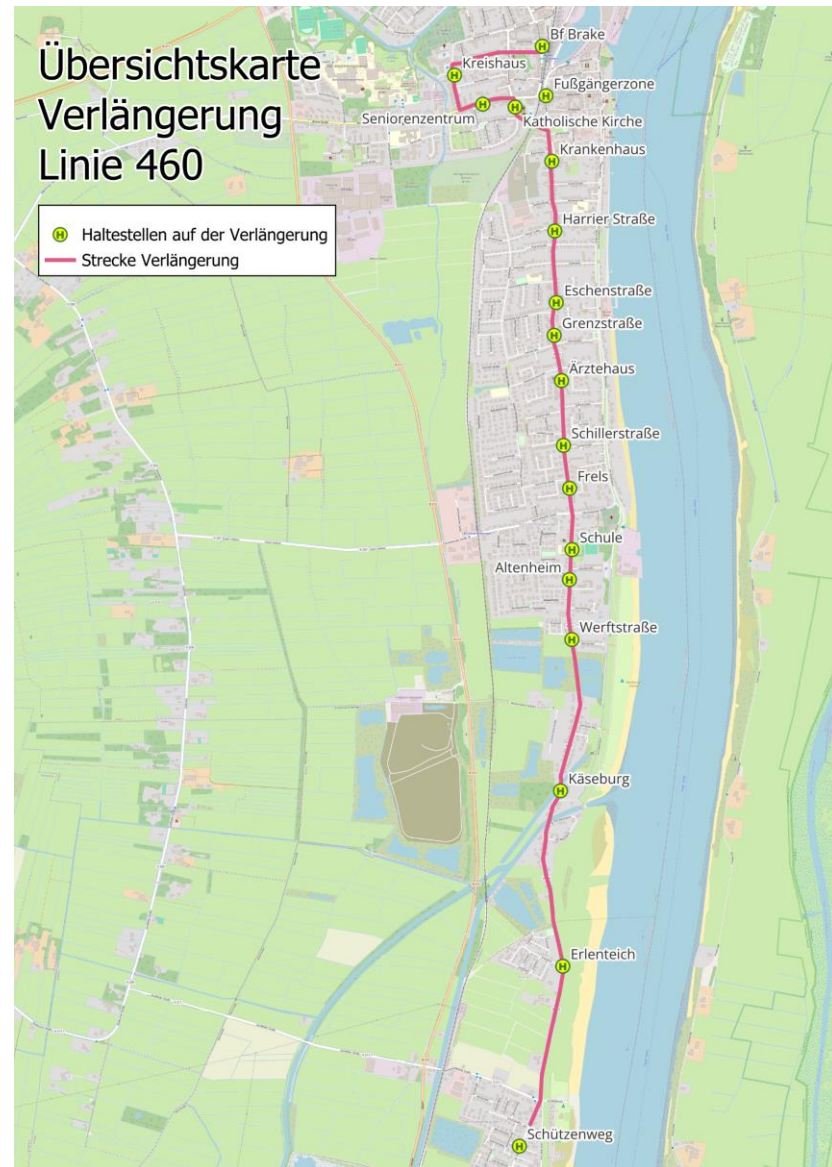 Übersichtskarte
Verlängerung
Linie 460
H Haltestellen auf der Verlängerung
Strecke Verlängerung
Bf Brake
Kreishaus
Fußgängerzone
Seniorenzentrum
Katholische Kirche
Krankenhaus
Harrier Straße
Eschenstraße
Grenzstraße
Ärztehaus
Schillerstraße
Frels
Schule
Altenheim
Werftstraße
Käseburg
Erlenteich
Schützenweg